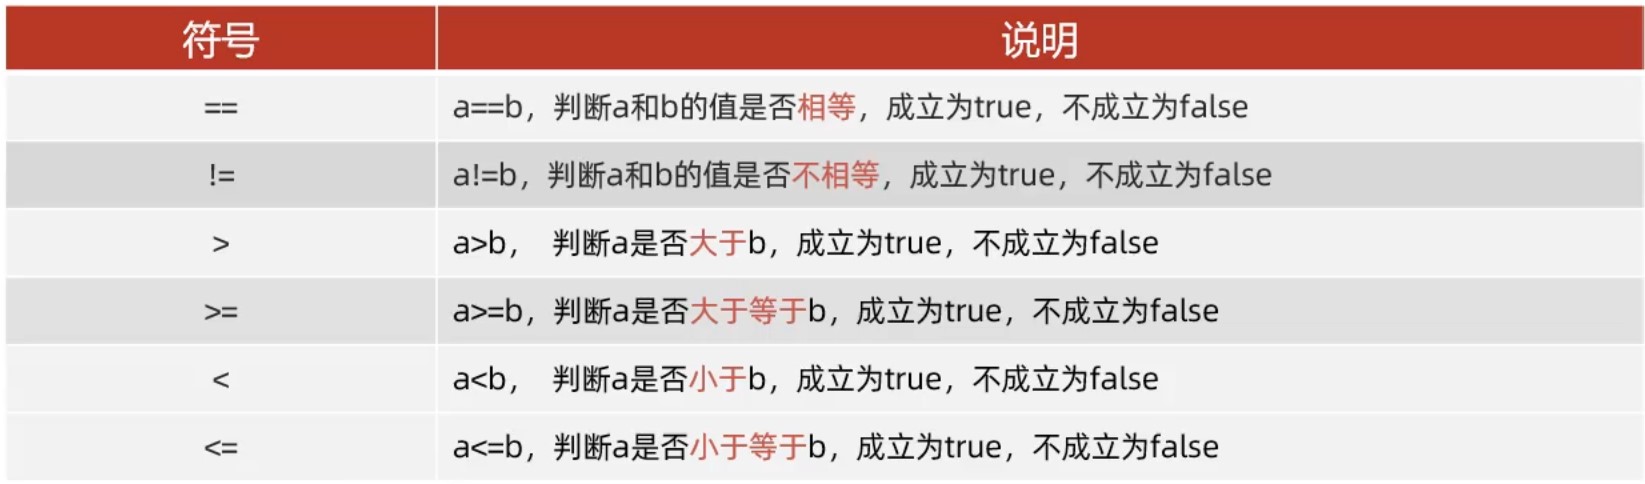 符号 说明
== a==b，判断a和b的值是否相等，成立为true，不成立为false
!= a!=b，判断a和b的值是否不相等，成立为true，不成立为false
> a>b， 判断a是否大于b，成立为true，不成立为false
>= a>=b，判断a是否大于等于b，成立为true，不成立为false
< a<b， 判断a是否小于b，成立为true，不成立为false
<= a<=b，判断a是否小于等于b，成立为true，不成立为false